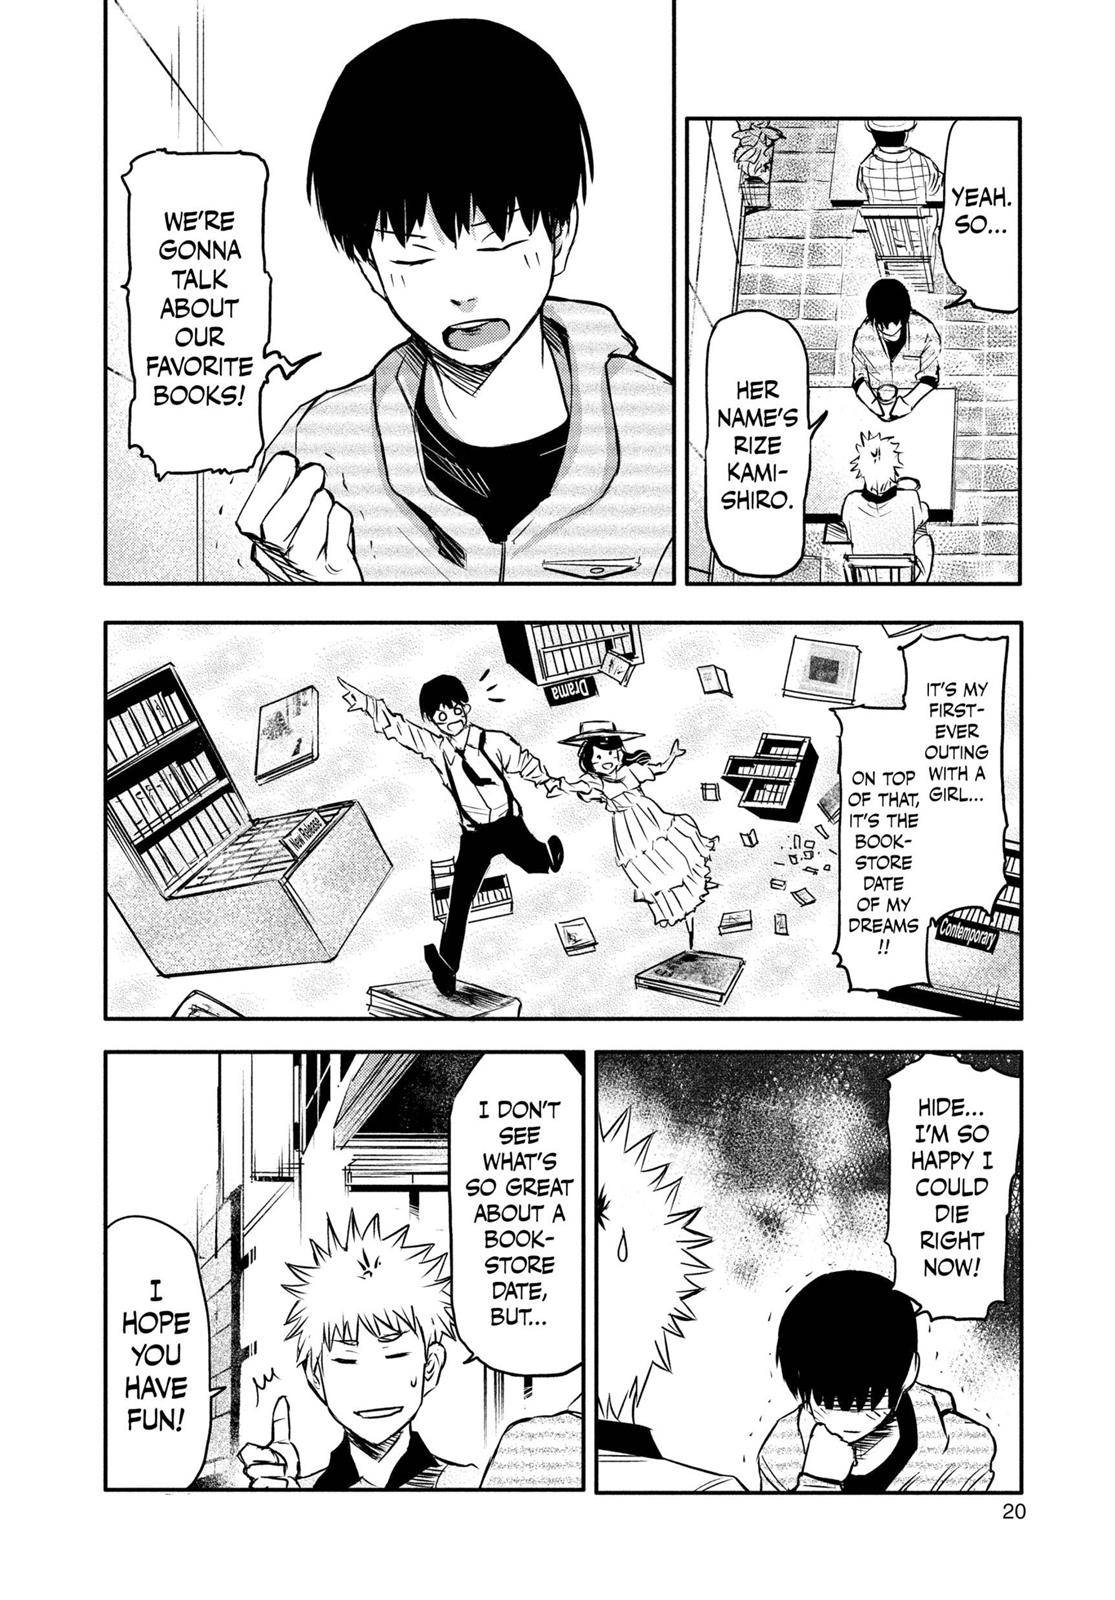 YEAH.
SO...
HER
NAME'S
RIZE
KAMI-
SHIRO.
WE'RE
GONNA
TALK
ABOUT
OUR
FAVORITE
BOOKS!
IT'S MY
FIRST-
EVER
OUTING
WITH A
GIRL...
ON TOP
OF THAT,
IT'S THE
BOOK-
STORE
DATE
OF MY
DREAMS
!!
Drama
New Release
Contemporary
HIDE...
I'M SO
HAPPY I
COULD
DIE
RIGHT
NOW!
I DON'T
SEE
WHAT'S
SO GREAT
ABOUT A
BOOK-
STORE
DATE,
BUT...
I
HOPE
YOU
HAVE
FUN!
20